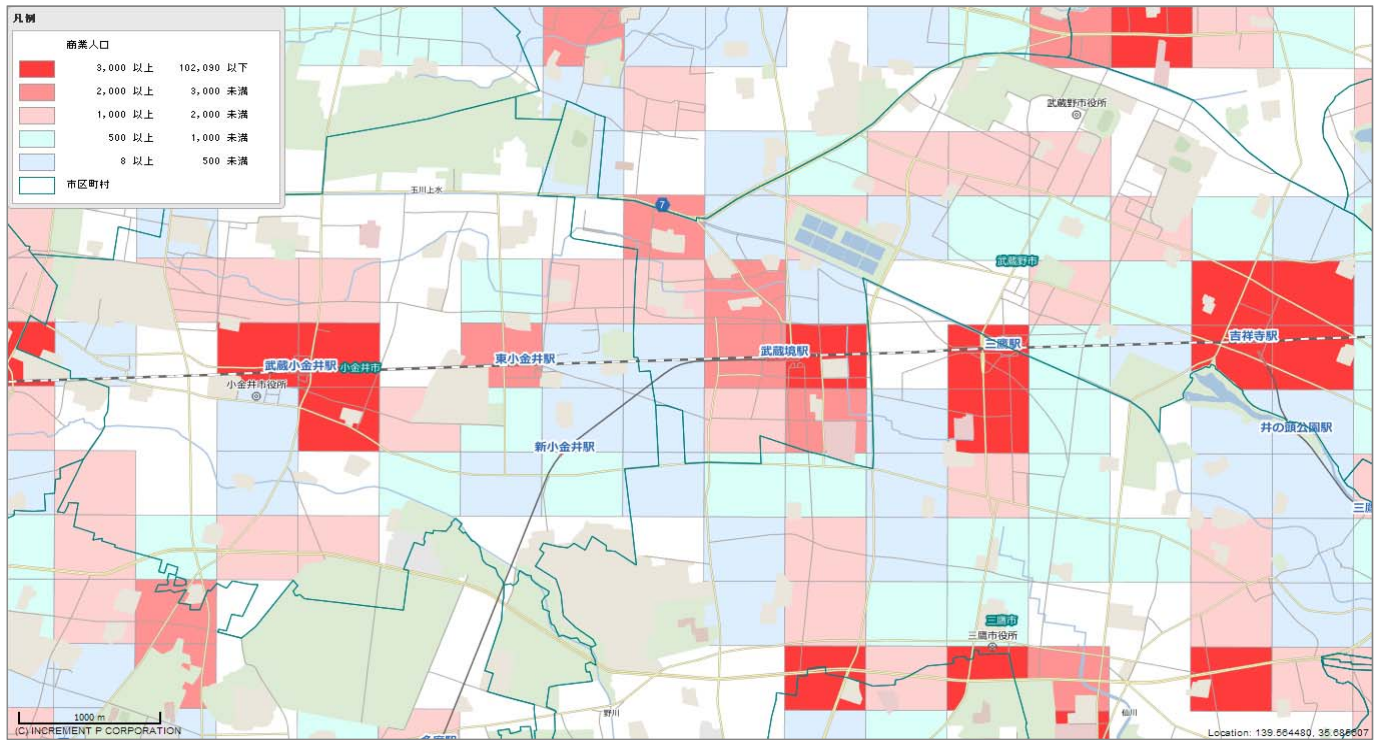 凡例
商業人口
3,000 以上 102,090 以下
2,000 以上 3,000 未満
1,000 以上 2,000 未満
500 以上 1,000 未満
8 以上 500 未満
市区町村
武蔵野市役所
玉川上水
7
武蔵野市
吉祥寺駅
三鷹駅
武蔵境駅
東小金井駅
武蔵小金井駅
小金井市
小金井市役所
井の頭公園駅
新小金井駅
三鷹市
三鷹市役所
野川
仙川
1000 m
(C) INCREMENT P CORPORATION
Location: 139.564480, 35.685607